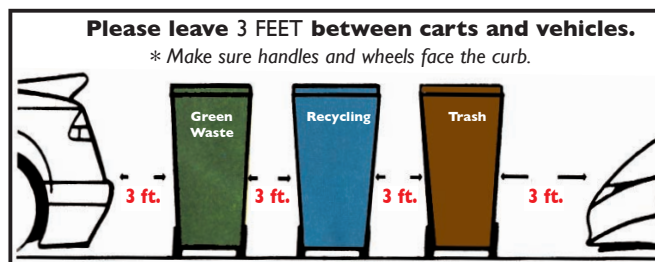 Please leave 3 FEET between carts and vehicles.
* Make sure handles and wheels face the curb.
Green
Waste
Recycling
Trash
3 ft.
3 ft.
3 ft.
3 ft.